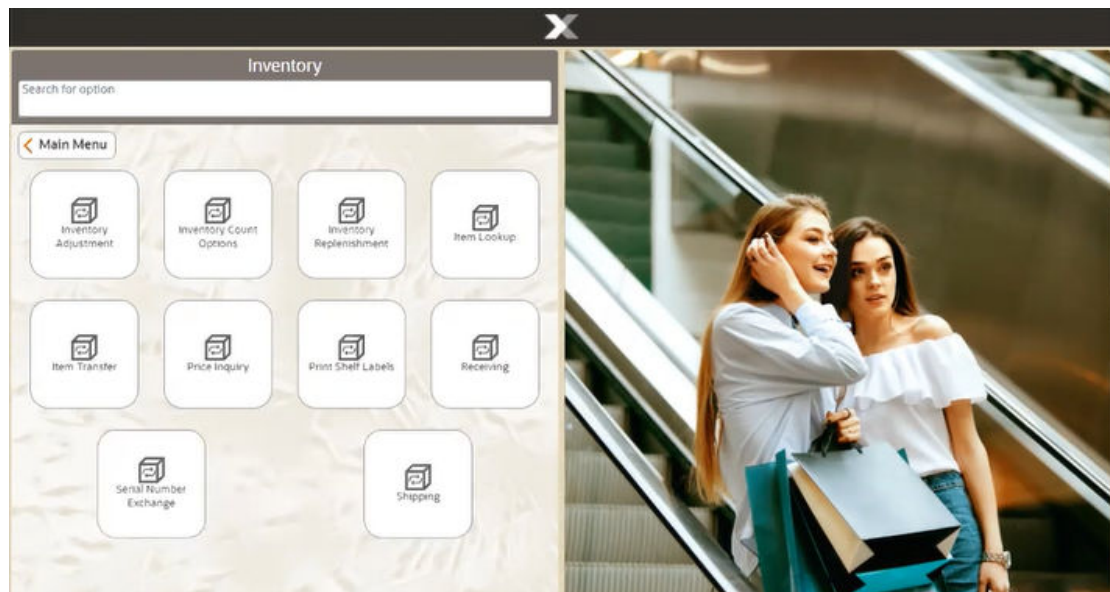 Inventory
Search for option
Main Menu
Inventory
Adjustment
Inventory Count
Options
Inventory
Replenishment
Item Lookup
Item Transfer
Price Inquiry
Print Shelf Labels
Receiving
Serial Number
Exchange
Shipping